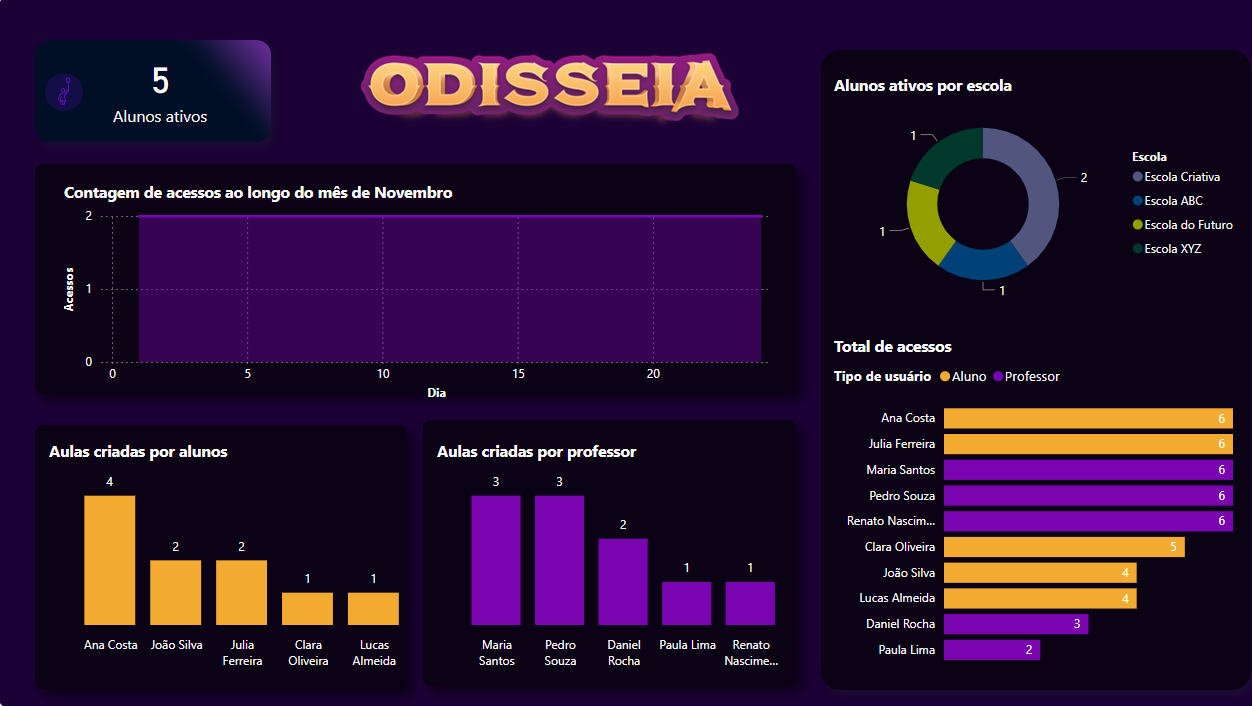 5
Alunos ativos
ODISSEIA
Contagem de acessos ao longo do mês de Novembro
2
1
0
Acessos
0 5 10 15 20
Dia
Aulas criadas por alunos
4
2
2
1
1
Ana Costa
João Silva
Julia
Ferreira
Clara
Oliveira
Lucas
Almeida
Aulas criadas por professor
3
3
2
1
1
Maria
Santos
Pedro
Souza
Daniel
Rocha
Paula Lima
Renato
Nascime...
Alunos ativos por escola
1
2
1
1
Escola
Escola Criativa
Escola ABC
Escola do Futuro
Escola XYZ
Total de acessos
Tipo de usuário Aluno Professor
Ana Costa 6
Julia Ferreira 6
Maria Santos 6
Pedro Souza 6
Renato Nascim... 6
Clara Oliveira 5
João Silva 4
Lucas Almeida 4
Daniel Rocha 3
Paula Lima 2